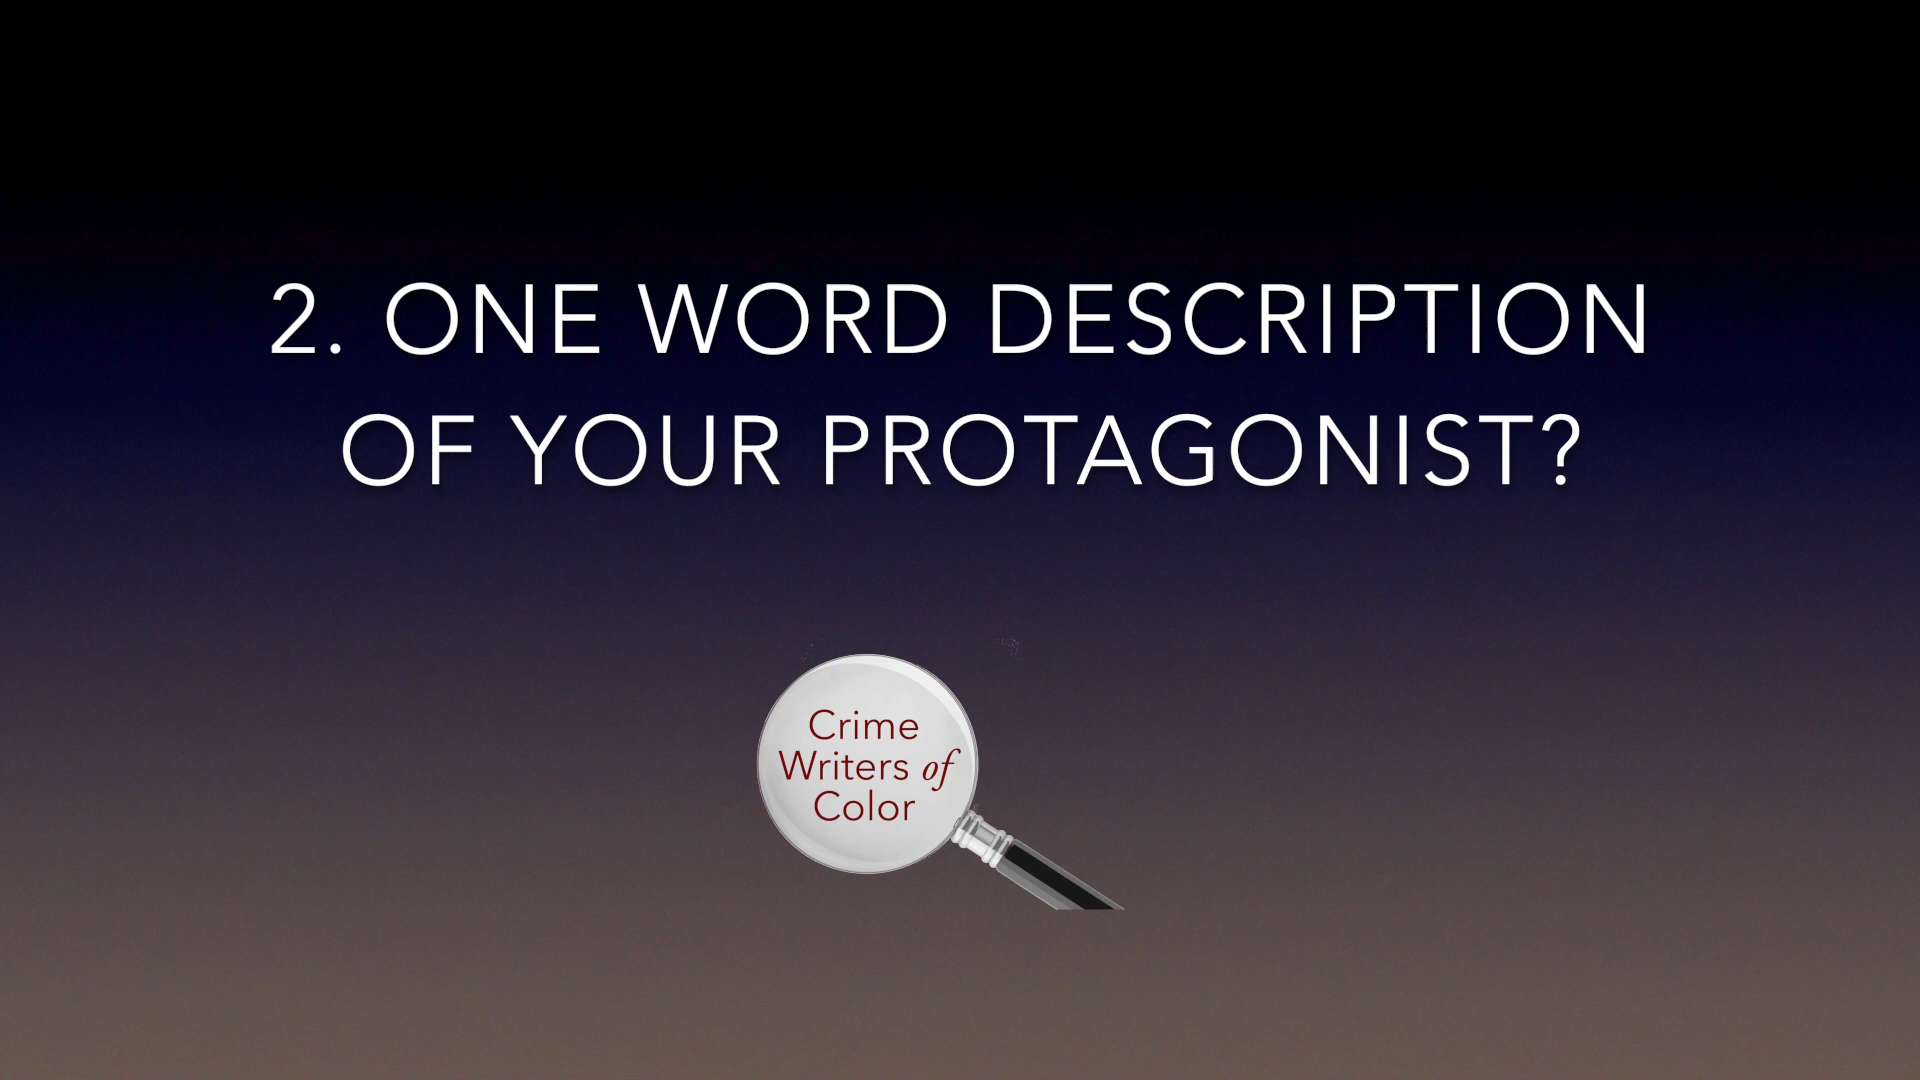 2. ONE WORD DESCRIPTION
OF YOUR PROTAGONIST?
Crime
Writers of
Color